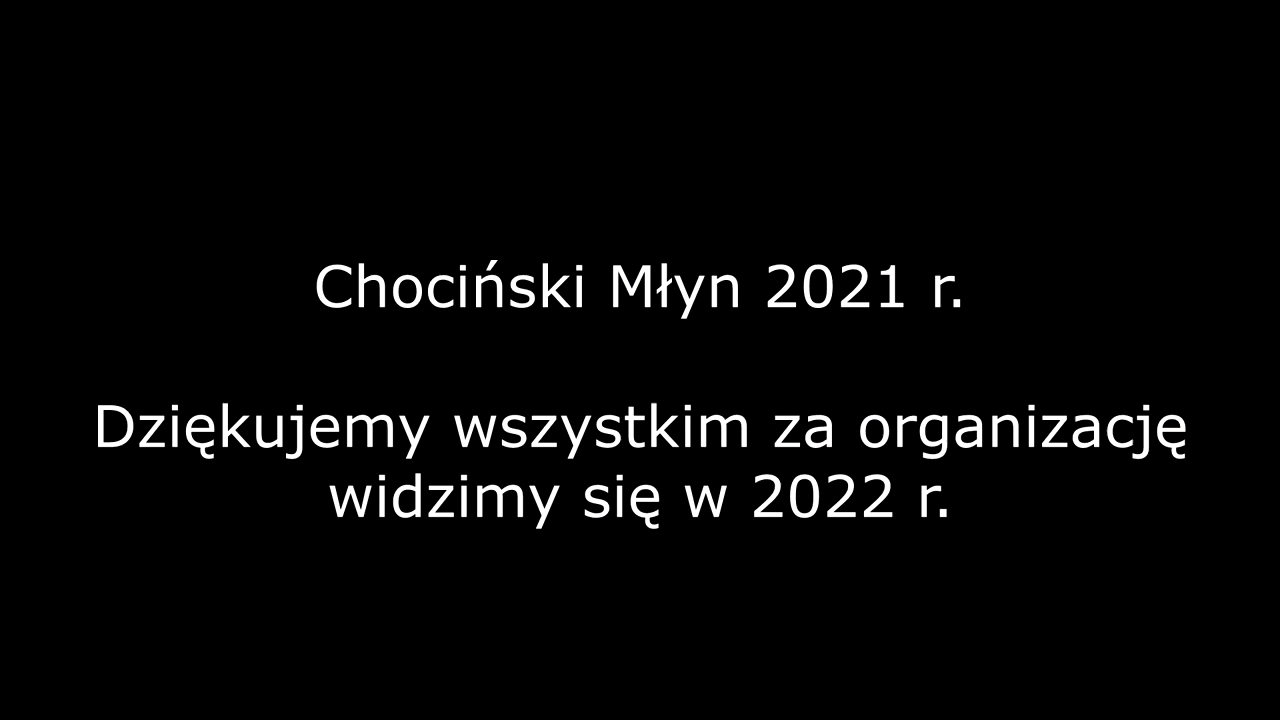 Chociński Młyn 2021 r.
Dziękujemy wszystkim za organizację
widzimy się w 2022 r.